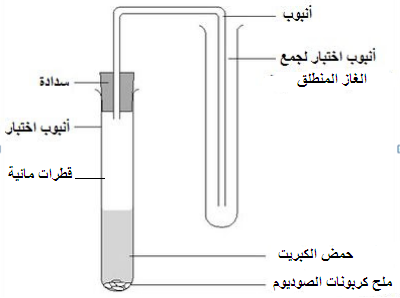 أنبوب
أنبوب اختبار لجمع
الغاز المنطلق
سدادة
أنبوب اختبار
قطرات مائية
حمض الكبريت
ملح كربونات الصوديوم